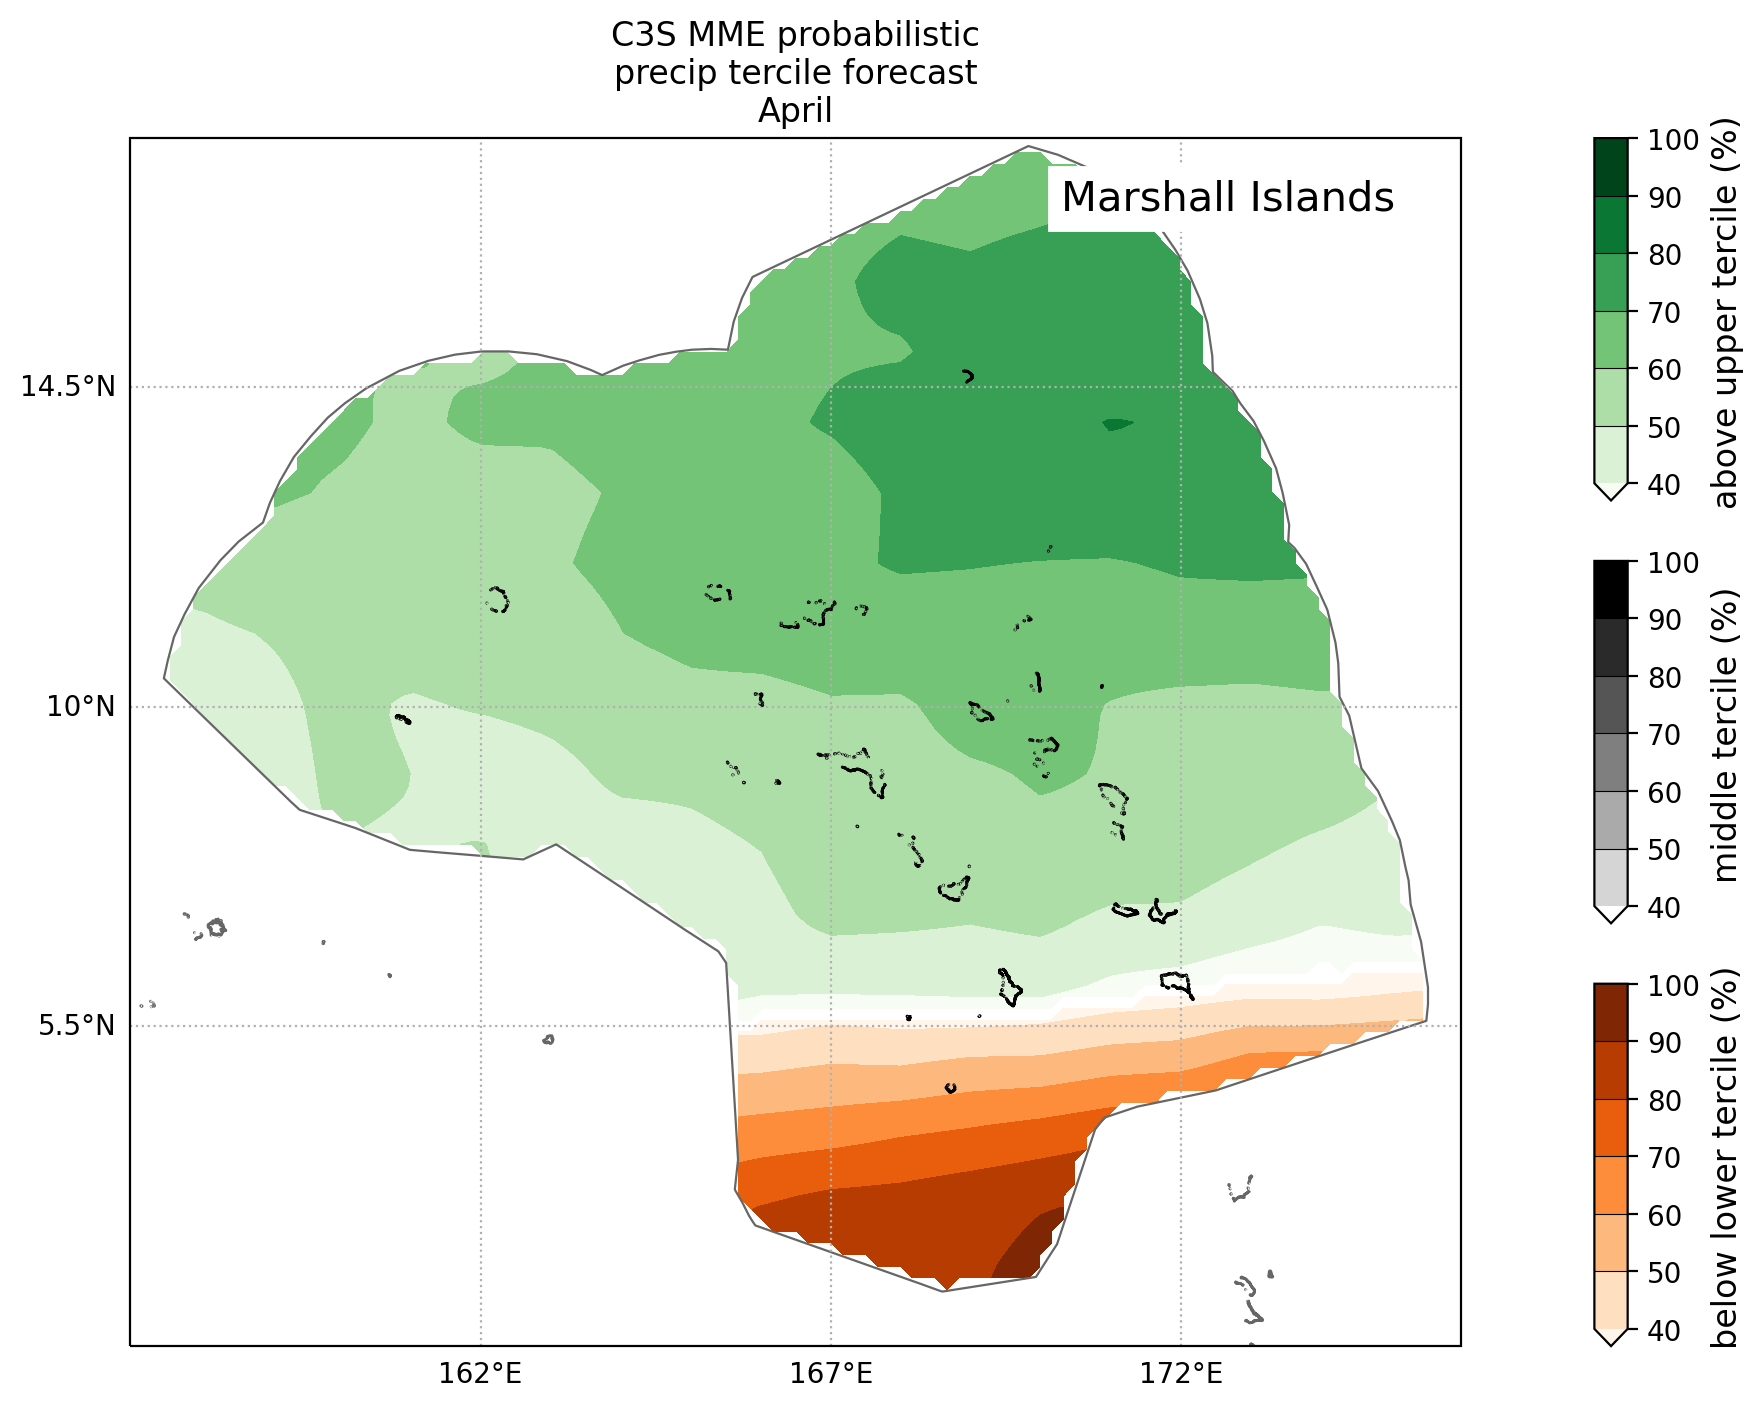 C3S MME probabilistic
precip tercile forecast
April
Marshall Islands
14.5°N
10°N
5.5°N
162°E
167°E
172°E
100
90
80
70
60
50
40
above upper tercile (%)
100
90
80
70
60
50
40
middle tercile (%)
100
90
80
70
60
50
40
below lower tercile (%)